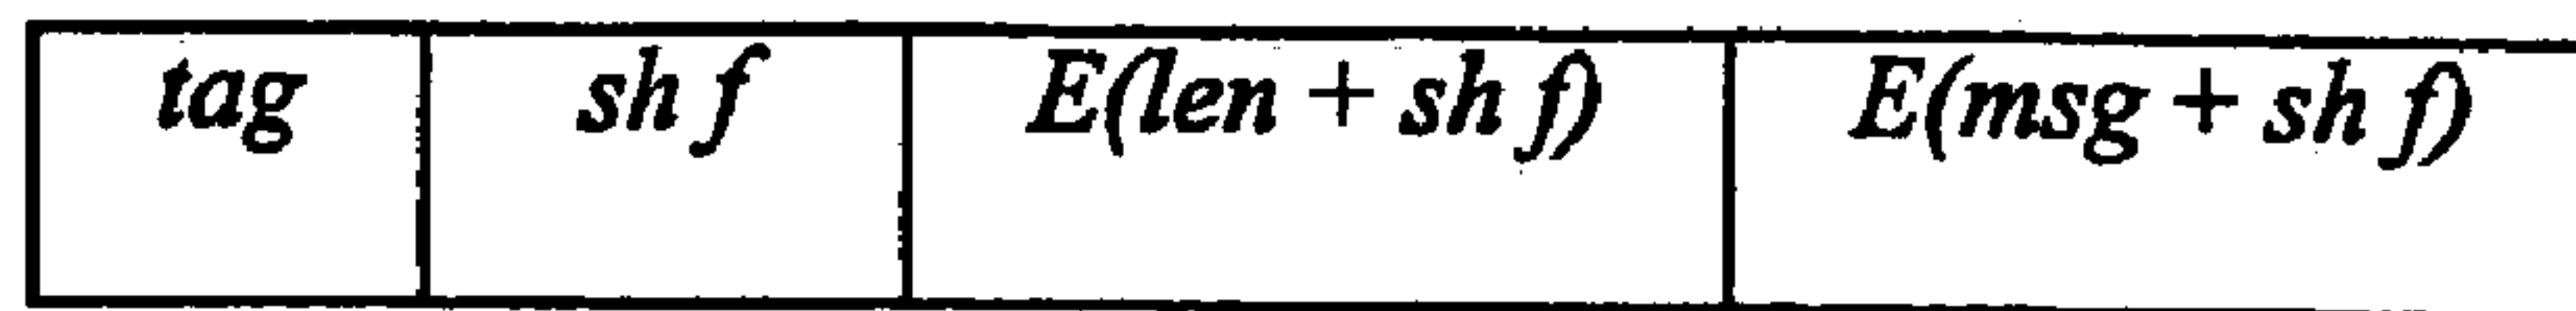 tag sh f E(len + sh f) E(msg + sh f)